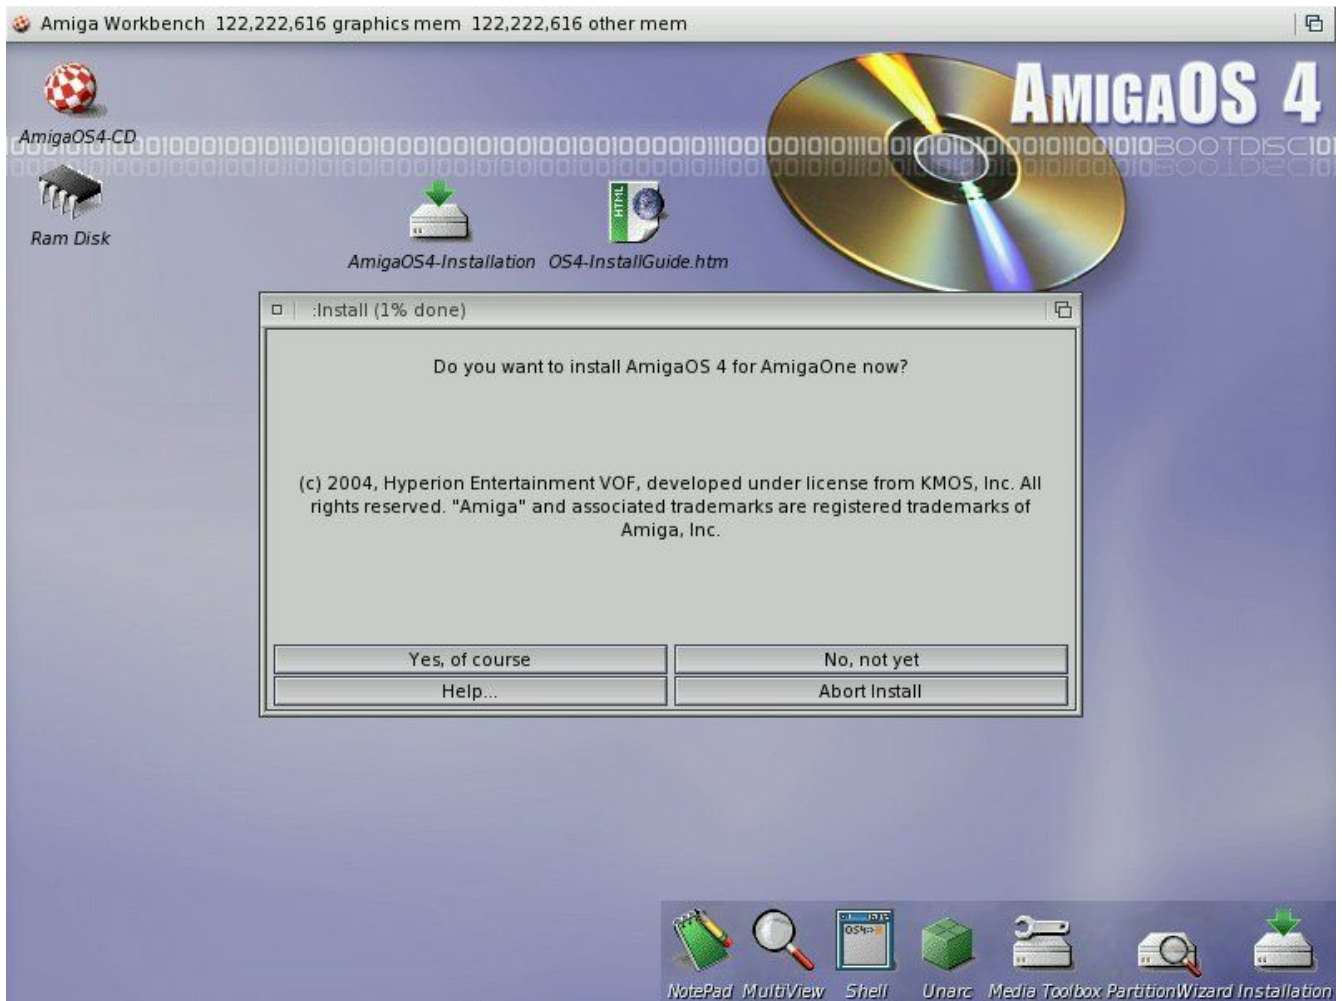 Amiga Workbench 122,222,616 graphics mem 122,222,616 other mem
AMIGAOS 4
AmigaOS4-CD
BOOTDISC
Ram Disk
HTML
AmigaOS4-Installation OS4-InstallGuide.htm
:Install (1% done)
Do you want to install AmigaOS 4 for AmigaOne now?
(c) 2004, Hyperion Entertainment VOF, developed under license from KMOS, Inc. All
rights reserved. "Amiga" and associated trademarks are registered trademarks of
Amiga, Inc.
Yes, of course No, not yet
Help... Abort Install
OS4:>
NotePad MultiView Shell Unarc Media Toolbox PartitionWizard Installation